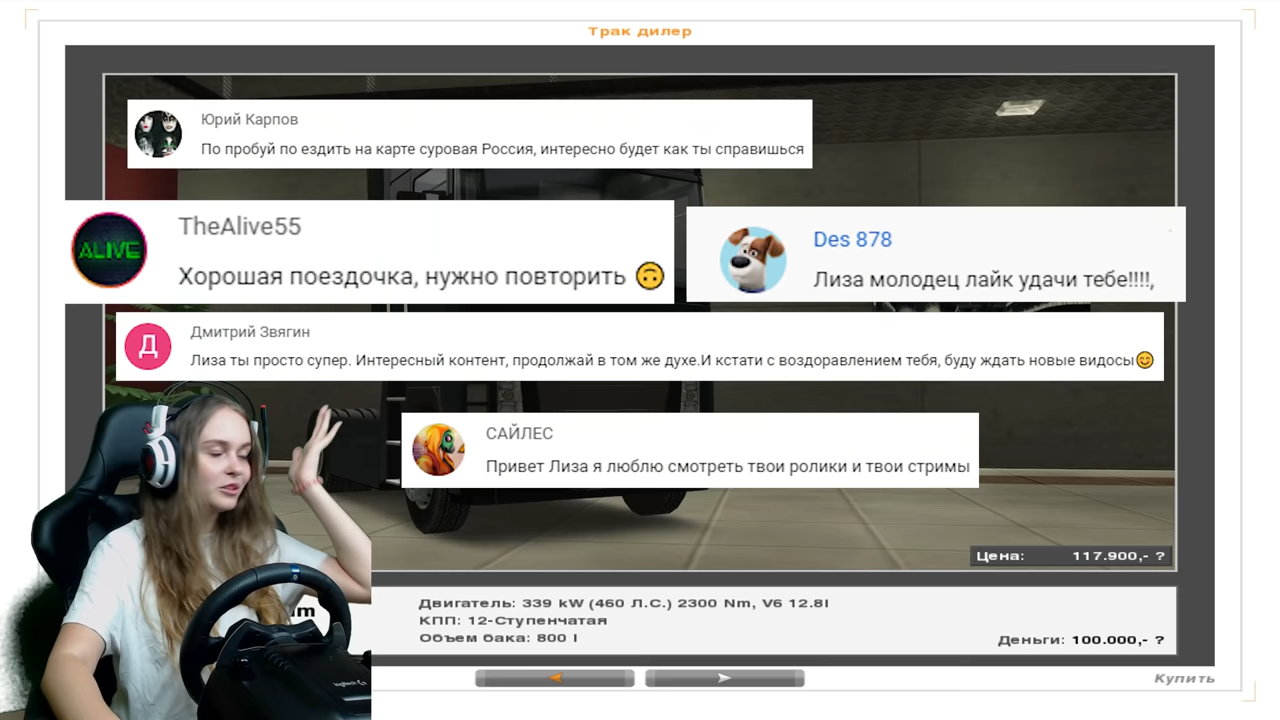 Трак дилер
Юрий Карпов
По пробуй по ездить на карте суровая Россия, интересно будет как ты справишься
TheAlive55
ALIVE
Хорошая поездочка, нужно повторить 🙃
Des 878
Лиза молодец лайк удачи тебе!!!!,
Дмитрий Звягин
Д
Лиза ты просто супер. Интересный контент, продолжай в том же духе.И кстати с воздоравлением тебя, буду ждать новые видосы😊
САЙЛЕС
Привет Лиза я люблю смотреть твои ролики и твои стримы
Цена: 117.900,- ?
Двигатель: 339 kW (460 Л.С.) 2300 Nm, V6 12.8l
КПП: 12-Ступенчатая
Объем бака: 800 l
Деньги: 100.000,- ?
logitech
Купить